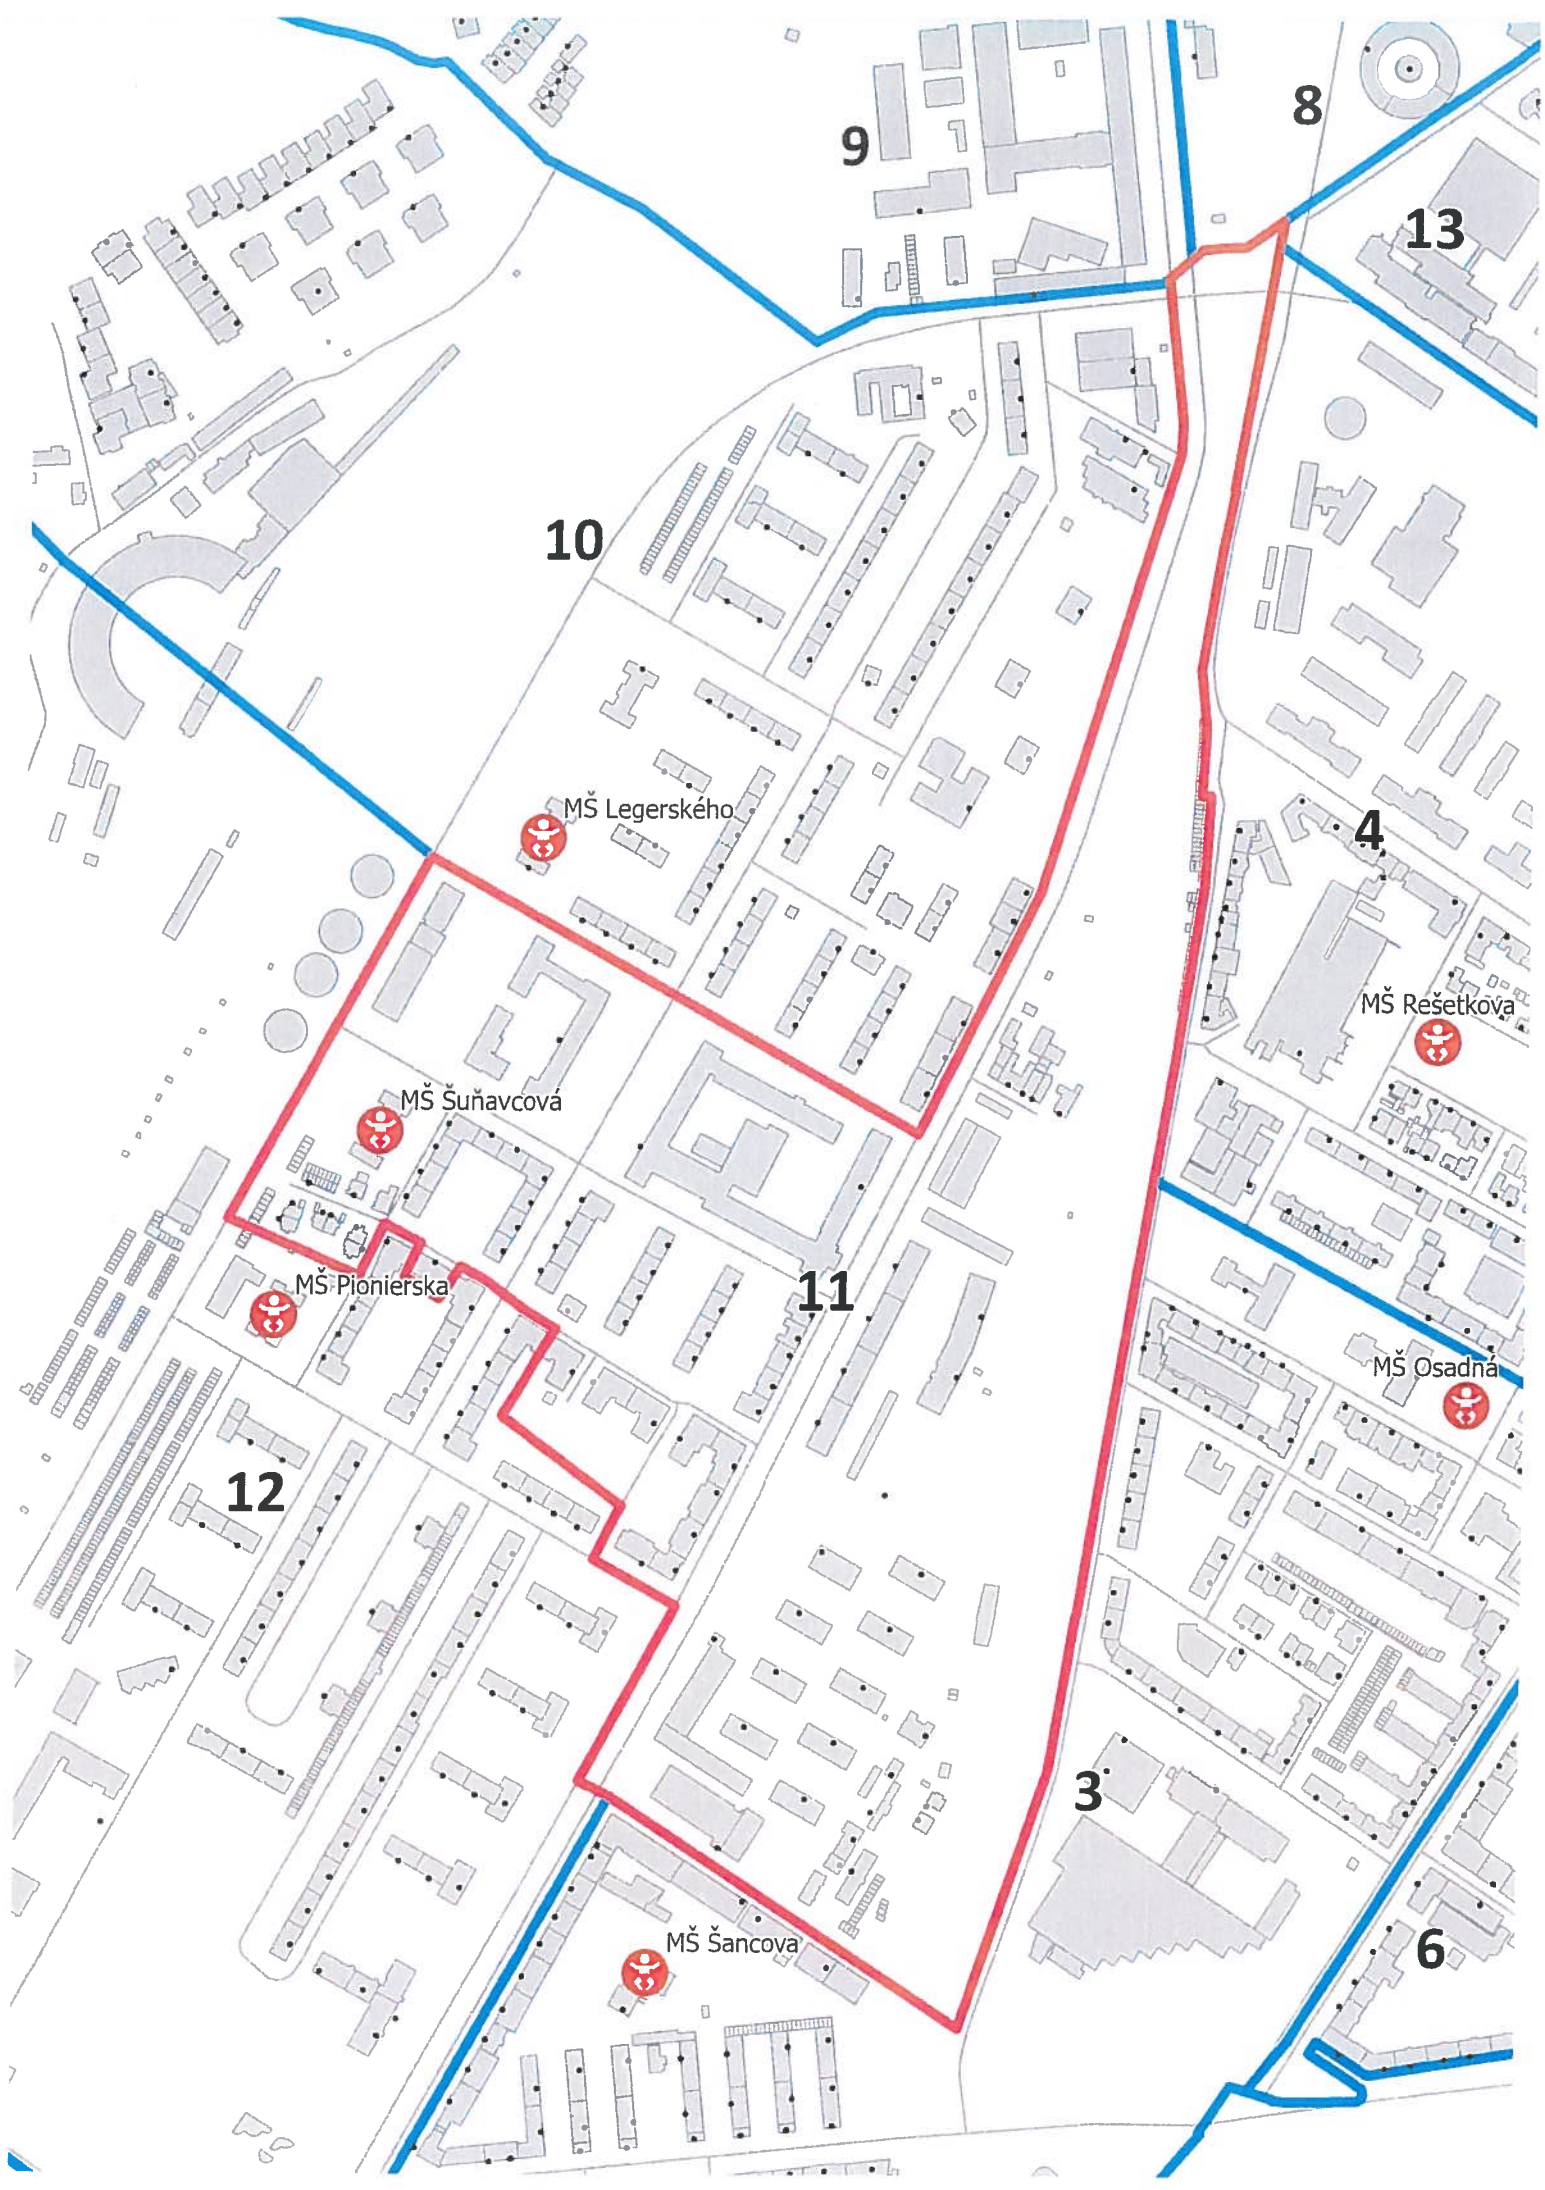 8
9
13
10
MŠ Legerského
4
MŠ Rešetkova
MŠ Šuňavcová
MŠ Pionierska
11
MŠ Osadná
12
3
MŠ Šancova
6